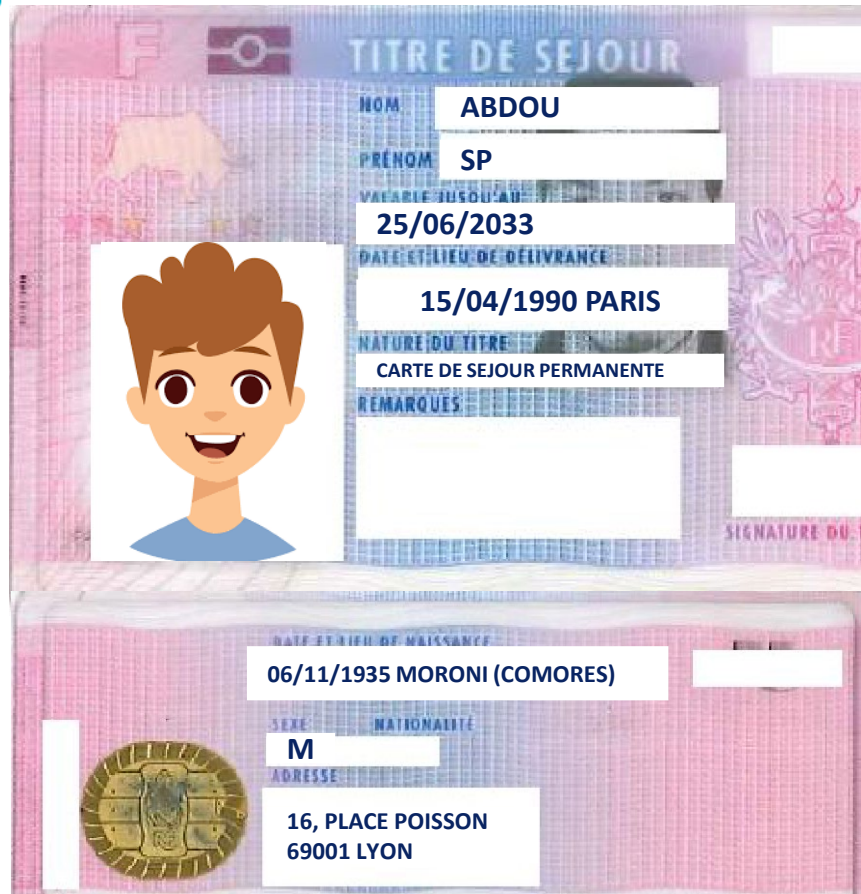 F
TITRE DE SEJOUR
NOM ABDOU
PRÉNOM SP
VALABLE JUSQU'AU
25/06/2033
DATE ET LIEU DE DÉLIVRANCE
15/04/1990 PARIS
NATURE DU TITRE
CARTE DE SEJOUR PERMANENTE
REMARQUES
RF
SIGNATURE DU
DATE ET LIEU DE NAISSANCE
06/11/1935 MORONI (COMORES)
SEXE NATIONALITÉ
M
ADRESSE
16, PLACE POISSON
69001 LYON